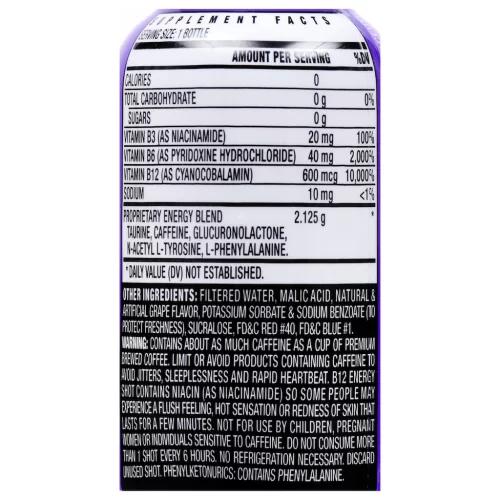 SUPPLEMENT FACTS
SERVING SIZE: 1 BOTTLE
AMOUNT PER SERVING %DV
CALORIES 0
TOTAL CARBOHYDRATE 0 g 0%
SUGARS 0 g
VITAMIN B3 (AS NIACINAMIDE) 20 mg 100%
VITAMIN B6 (AS PYRIDOXINE HYDROCHLORIDE) 40 mg 2,000%
VITAMIN B12 (AS CYANOCOBALAMIN) 600 mcg 10,000%
SODIUM 10 mg <1%
PROPRIETARY ENERGY BLEND 2.125 g *
TAURINE, CAFFEINE, GLUCURONOLACTONE,
N-ACETYL L-TYROSINE, L-PHENYLALANINE.
*DAILY VALUE (DV) NOT ESTABLISHED.
OTHER INGREDIENTS: FILTERED WATER, MALIC ACID, NATURAL &
ARTIFICIAL GRAPE FLAVOR, POTASSIUM SORBATE & SODIUM BENZOATE (TO
PROTECT FRESHNESS), SUCRALOSE, FD&C RED #40, FD&C BLUE #1.
WARNING: CONTAINS ABOUT AS MUCH CAFFEINE AS A CUP OF PREMIUM
BREWED COFFEE. LIMIT OR AVOID PRODUCTS CONTAINING CAFFEINE TO
AVOID JITTERS, SLEEPLESSNESS AND RAPID HEARTBEAT. B12 ENERGY
SHOT CONTAINS NIACIN (AS NIACINAMIDE) SO SOME PEOPLE MAY
EXPERIENCE A FLUSH FEELING, HOT SENSATION OR REDNESS OF SKIN THAT
LASTS FOR A FEW MINUTES. NOT FOR USE BY CHILDREN, PREGNANT
WOMEN OR INDIVIDUALS SENSITIVE TO CAFFEINE. DO NOT CONSUME MORE
THAN 1 SHOT EVERY 6 HOURS. NO REFRIGERATION NECESSARY. DISCARD
UNUSED SHOT. PHENYLKETONURICS: CONTAINS PHENYLALANINE.